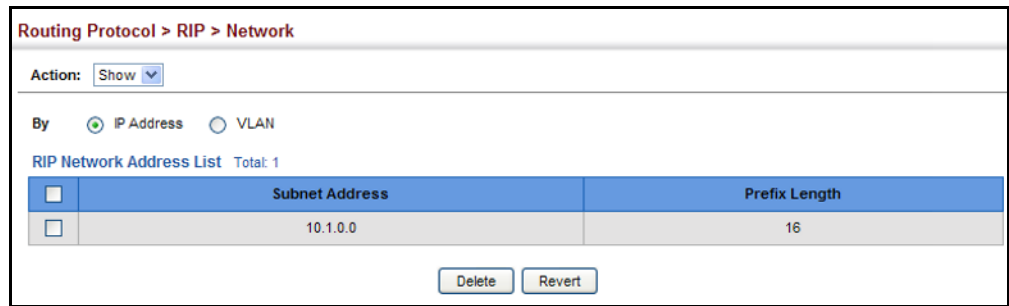 Routing Protocol > RIP > Network
Action: Show
By IP Address VLAN
RIP Network Address List Total: 1
Subnet Address Prefix Length
10.1.0.0 16
Delete Revert